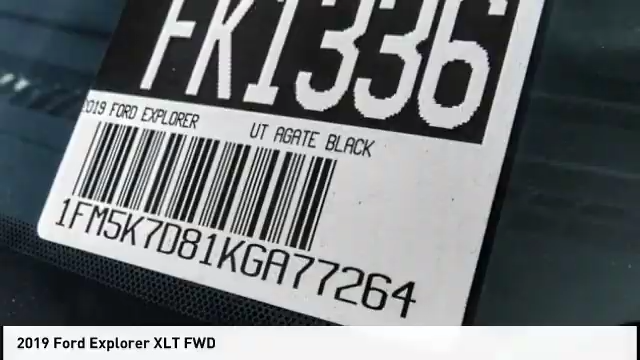 FK1336
2019 FORD EXPLORER
UT AGATE BLACK
1FM5K7D81KGA77264
2019 Ford Explorer XLT FWD